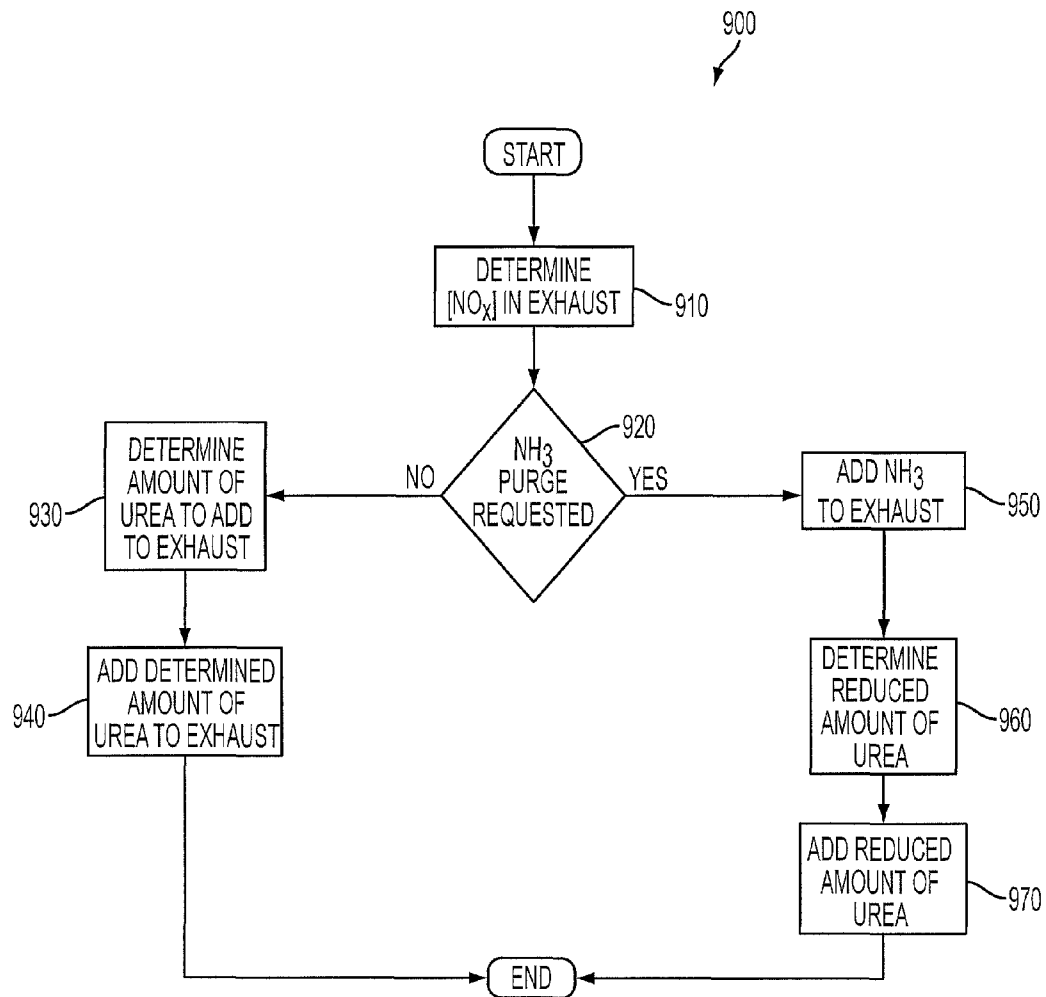 900
START
DETERMINE
[NOX] IN EXHAUST
910
NH3
PURGE
REQUESTED
920
NO
YES
DETERMINE
AMOUNT OF
UREA TO ADD
TO EXHAUST
930
ADD DETERMINED
AMOUNT OF
UREA TO EXHAUST
940
ADD NH3
TO EXHAUST
950
DETERMINE
REDUCED
AMOUNT OF
UREA
960
ADD REDUCED
AMOUNT OF
UREA
970
END